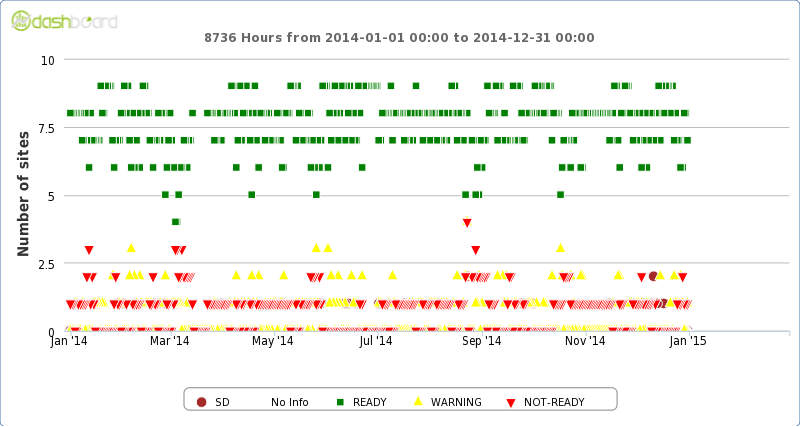 dashboard
8736 Hours from 2014-01-01 00:00 to 2014-12-31 00:00
Number of sites
10
7.5
5
2.5
0
Jan '14 Mar '14 May '14 Jul '14 Sep '14 Nov '14 Jan '15
SD No Info READY WARNING NOT-READY